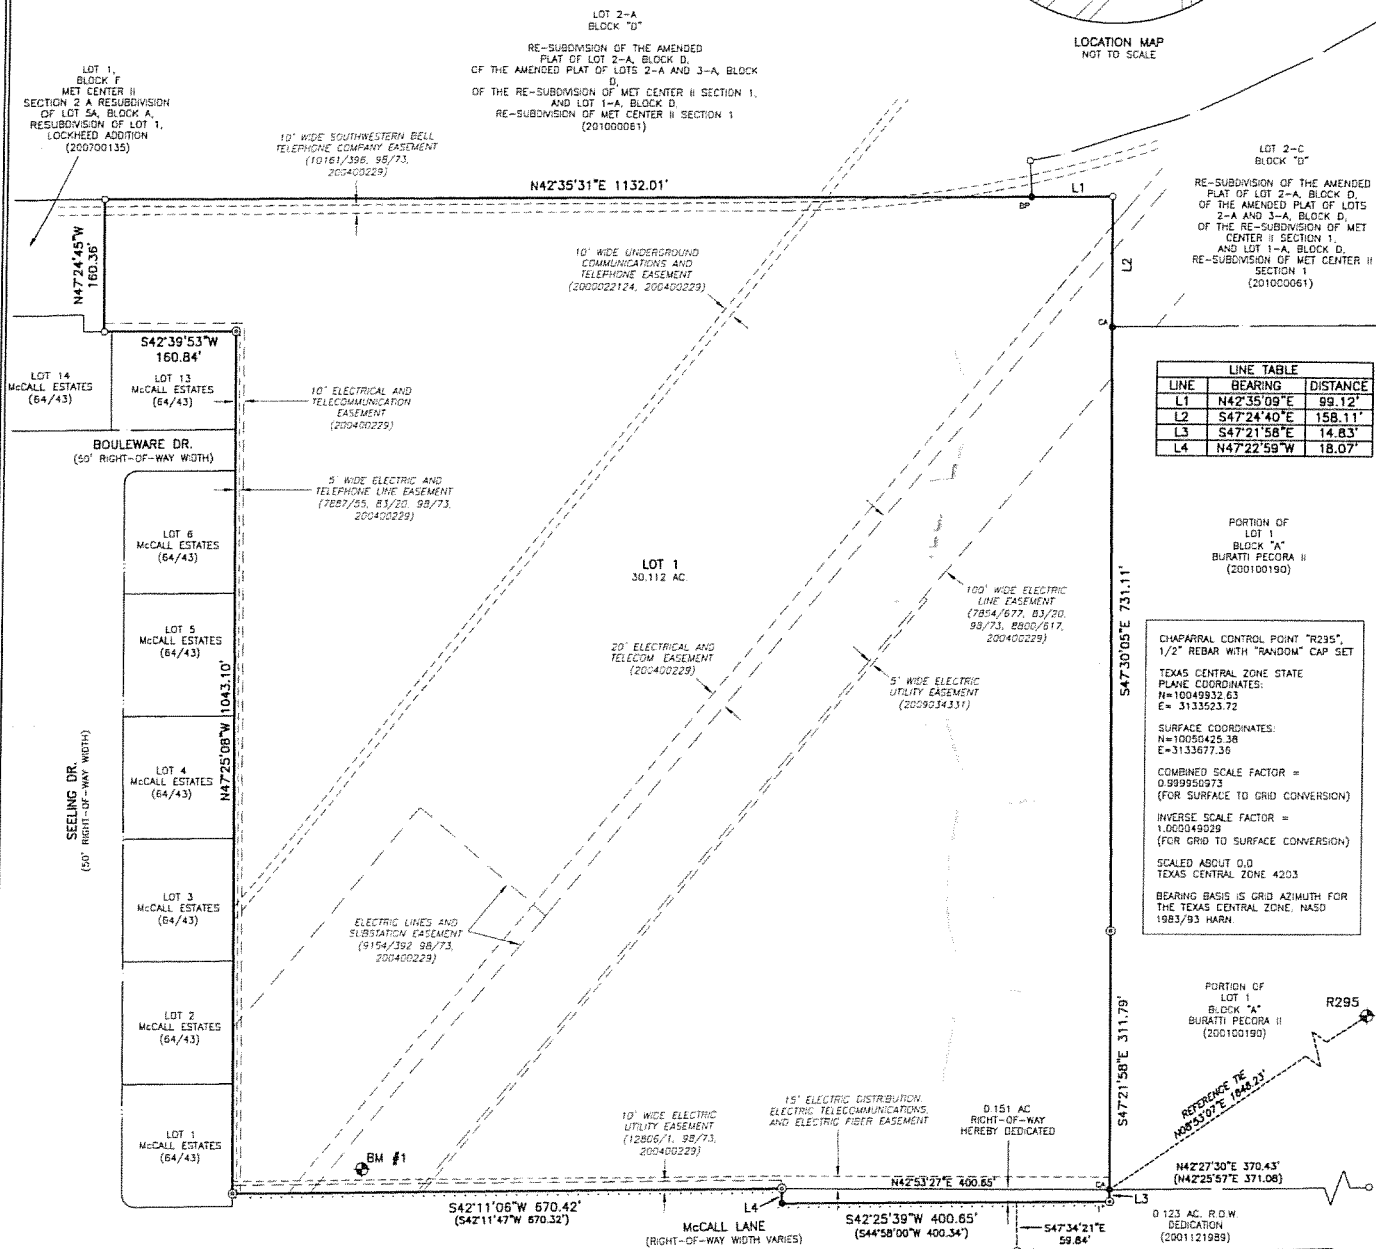 LOT 2-A
BLOCK "D"
RE-SUBDIVISION OF THE AMENDED
PLAT OF LOT 2-A, BLOCK D,
OF THE AMENDED PLAT OF LOTS 2-A AND 3-A, BLOCK
D,
OF THE RE-SUBDIVISION OF MET CENTER II SECTION 1,
AND LOT 1-A, BLOCK D,
RE-SUBDIVISION OF MET CENTER II SECTION 1
(201000061)
LOCATION MAP
NOT TO SCALE
LOT 1,
BLOCK F
MET CENTER II
SECTION 2 A RESUBDIVISION
OF LOT 5A, BLOCK A,
RESUBDIVISION OF LOT 1,
LOCKHEED ADDITION
(200700135)
10' WIDE SOUTHWESTERN BELL
TELEPHONE COMPANY EASEMENT
(10161/396, 98/73,
200400229)
N42°35'31"E 1132.01'
L1
BP
LOT 2-C
BLOCK "D"
RE-SUBDIVISION OF THE AMENDED
PLAT OF LOT 2-A, BLOCK D,
OF THE AMENDED PLAT OF LOTS
2-A AND 3-A, BLOCK D,
OF THE RE-SUBDIVISION OF MET
CENTER II SECTION 1,
AND LOT 1-A, BLOCK D,
RE-SUBDIVISION OF MET CENTER II
SECTION 1
(201000061)
N47°24'45"W
160.36'
10' WIDE UNDERGROUND
COMMUNICATIONS AND
TELEPHONE EASEMENT
(2000022124, 200400229)
L2
CA
S42°39'53"W
160.84'
LOT 14
McCALL ESTATES
(64/43)
LOT 13
McCALL ESTATES
(64/43)
10' ELECTRICAL AND
TELECOMMUNICATION
EASEMENT
(200400229)
LINE TABLE
LINE BEARING DISTANCE
L1 N42°35'09"E 99.12'
L2 S47°24'40"E 158.11'
L3 S47°21'58"E 14.83'
L4 N47°22'59"W 18.07'
BOULEWARE DR.
(50' RIGHT-OF-WAY WIDTH)
5' WIDE ELECTRIC AND
TELEPHONE LINE EASEMENT
(7887/55, 83/20, 98/73,
200400229)
LOT 6
McCALL ESTATES
(64/43)
LOT 1
30.112 AC.
PORTION OF
LOT 1
BLOCK "A"
BURATTI PECORA II
(200100190)
100' WIDE ELECTRIC
LINE EASEMENT
(7854/677, 83/20,
98/73, 8800/617,
200400229)
S47°30'05"E 731.11'
LOT 5
McCALL ESTATES
(64/43)
20' ELECTRICAL AND
TELECOM EASEMENT
(200400229)
5' WIDE ELECTRIC
UTILITY EASEMENT
(2009034331)
CHAPARRAL CONTROL POINT "R295",
1/2" REBAR WITH "RANDOM" CAP SET
TEXAS CENTRAL ZONE STATE
PLANE COORDINATES:
N=10049932.63
E= 3133523.72
SURFACE COORDINATES:
N=10050425.38
E=3133677.36
COMBINED SCALE FACTOR =
0.999950973
(FOR SURFACE TO GRID CONVERSION)
INVERSE SCALE FACTOR =
1.000049029
(FOR GRID TO SURFACE CONVERSION)
SCALED ABOUT 0,0
TEXAS CENTRAL ZONE 4203
BEARING BASIS IS GRID AZIMUTH FOR
THE TEXAS CENTRAL ZONE, NASD
1983/93 HARN.
N47°25'08"W 1043.10'
SEELING DR.
(50' RIGHT-OF-WAY WIDTH)
LOT 4
McCALL ESTATES
(64/43)
LOT 3
McCALL ESTATES
(64/43)
ELECTRIC LINES AND
SUBSTATION EASEMENT
(9154/392 98/73,
200400229)
LOT 2
McCALL ESTATES
(64/43)
PORTION OF
LOT 1
BLOCK "A"
BURATTI PECORA II
(200100190)
R295
S47°21'58"E 311.79'
REFERENCE TIE
N08°53'07"E 1848.23'
LOT 1
McCALL ESTATES
(64/43)
BM #1
10' WIDE ELECTRIC
UTILITY EASEMENT
(12806/1, 98/73,
200400229)
15' ELECTRIC DISTRIBUTION,
ELECTRIC TELECOMMUNICATIONS,
AND ELECTRIC FIBER EASEMENT
0.151 AC
RIGHT-OF-WAY
HEREBY DEDICATED
N42°27'30"E 370.43'
(N42°25'57"E 371.08)
N42°53'27"E 400.65'
CA
L3
S42°11'06"W 670.42'
(S42°11'47"W 670.32')
L4
McCALL LANE
(RIGHT-OF-WAY WIDTH VARIES)
S42°25'39"W 400.65'
(S44°58'00"W 400.34')
S47°34'21"E
59.84'
0.123 AC. R.O.W.
DEDICATION
(2001121989)